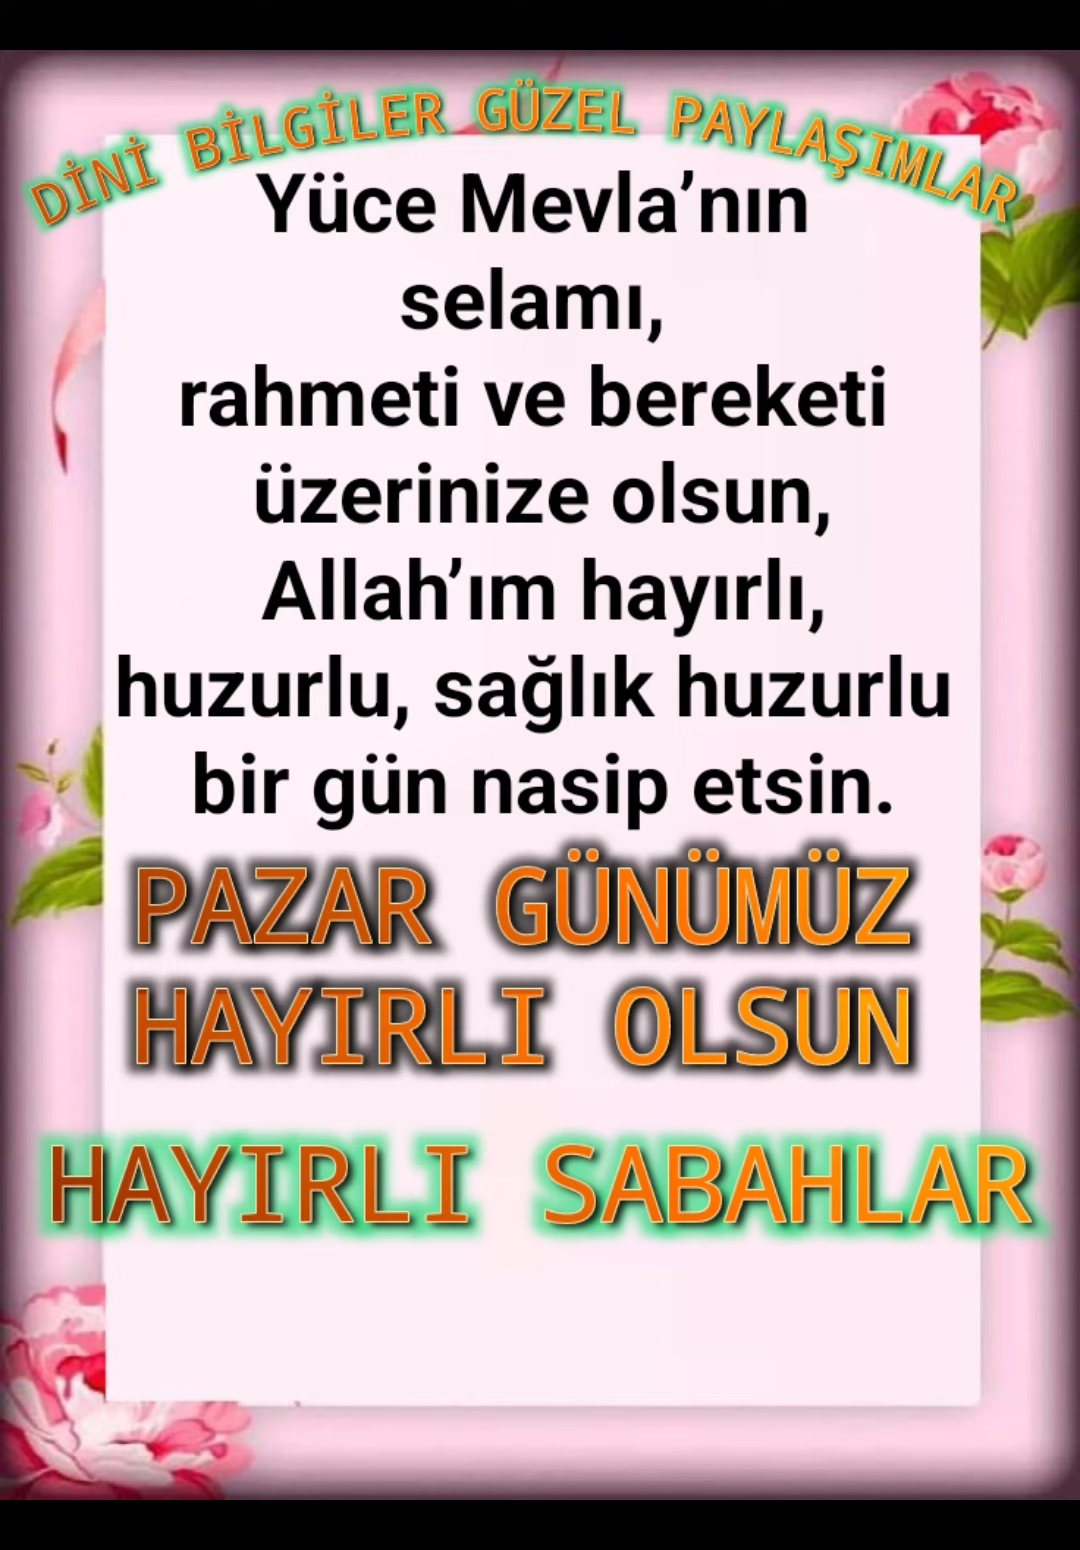 DİNİ BİLGİLER GÜZEL PAYLAŞIMLAR
Yüce Mevla’nın
selamı,
rahmeti ve bereketi
üzerinize olsun,
Allah’ım hayırlı,
huzurlu, sağlık huzurlu
bir gün nasip etsin.
PAZAR GÜNÜMÜZ
HAYIRLI OLSUN
HAYIRLI SABAHLAR